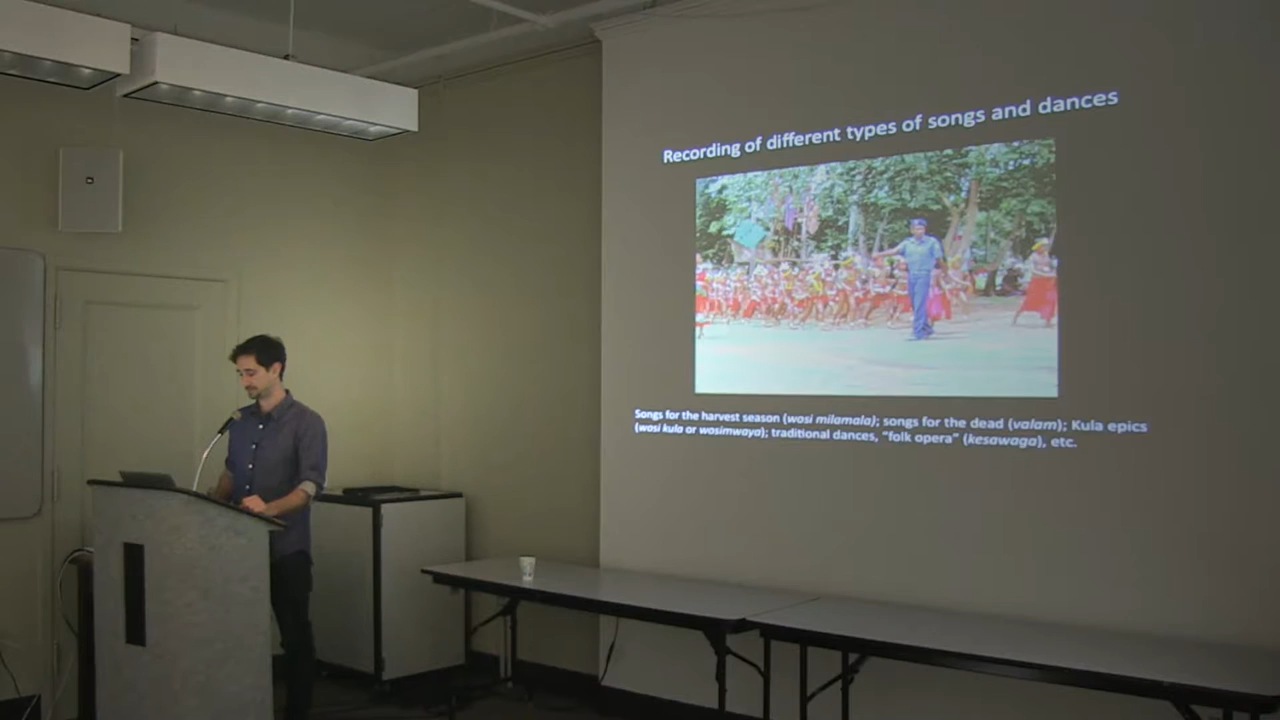 Recording of different types of songs and dances
Songs for the harvest season (wosi milamala); songs for the dead (valam); Kula epics
(wosi kula or wosimwaya); traditional dances, “folk opera” (kesawaga), etc.